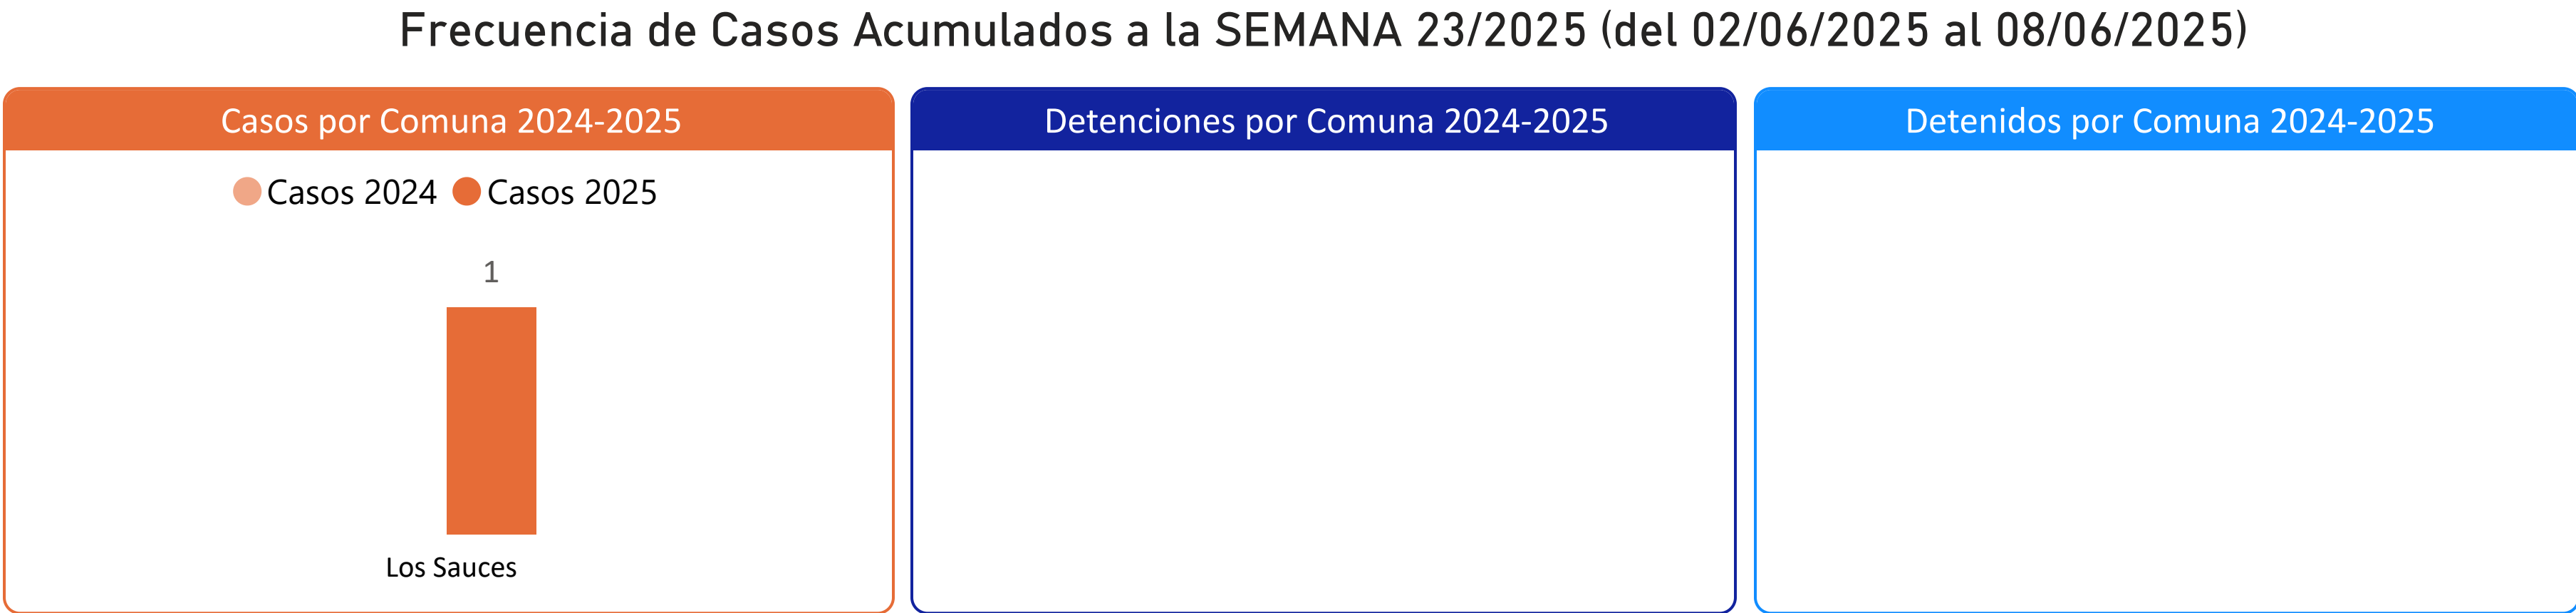 Frecuencia de Casos Acumulados a la SEMANA 23/2025 (del 02/06/2025 al 08/06/2025)
Casos por Comuna 2024-2025
Casos 2024 Casos 2025
1
Los Sauces
Detenciones por Comuna 2024-2025
Detenidos por Comuna 2024-2025